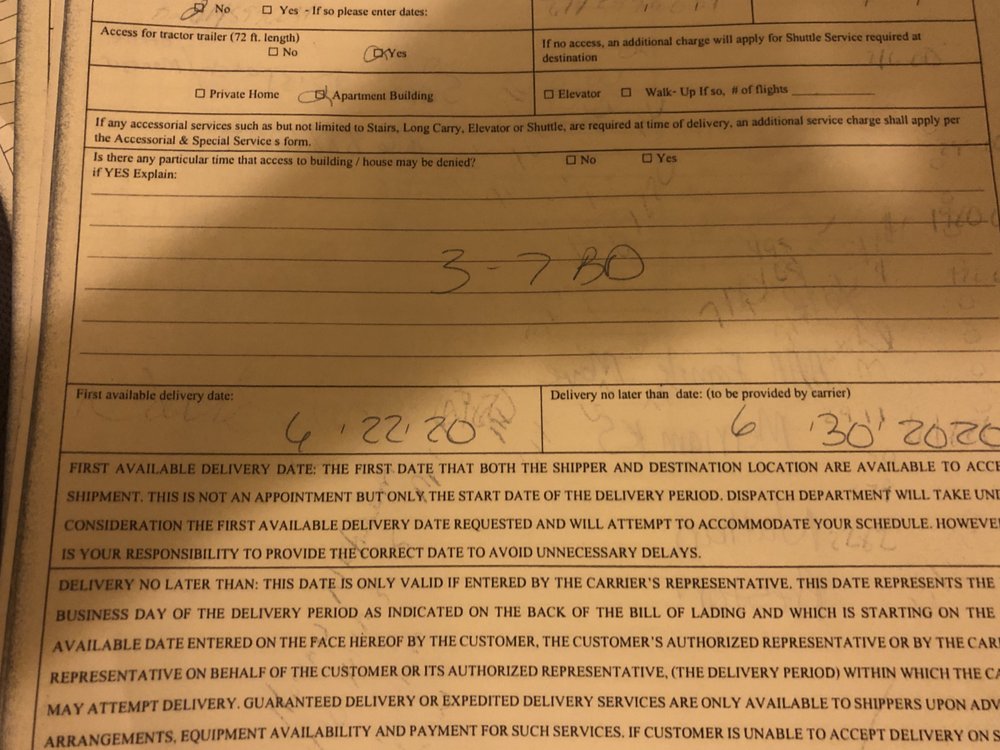 No ☐ Yes - If so please enter dates:
Access for tractor trailer (72 ft. length)
☐ No ☐ Yes
If no access, an additional charge will apply for Shuttle Service required at
destination
☐ Private Home ☐ Apartment Building
☐ Elevator ☐ Walk- Up If so, # of flights ____________
If any accessorial services such as but not limited to Stairs, Long Carry, Elevator or Shuttle, are required at time of delivery, an additional service charge shall apply per
the Accessorial & Special Service s form.
Is there any particular time that access to building / house may be denied? ☐ No ☐ Yes
if YES Explain:
3-7 BO
First available delivery date:
6 22 20
Delivery no later than date: (to be provided by carrier)
6 30 2020
FIRST AVAILABLE DELIVERY DATE: THE FIRST DATE THAT BOTH THE SHIPPER AND DESTINATION LOCATION ARE AVAILABLE TO ACCE
SHIPMENT. THIS IS NOT AN APPOINTMENT BUT ONLY THE START DATE OF THE DELIVERY PERIOD. DISPATCH DEPARTMENT WILL TAKE UN
CONSIDERATION THE FIRST AVAILABLE DELIVERY DATE REQUESTED AND WILL ATTEMPT TO ACCOMMODATE YOUR SCHEDULE. HOWEVE
IS YOUR RESPONSIBILITY TO PROVIDE THE CORRECT DATE TO AVOID UNNECESSARY DELAYS.
DELIVERY NO LATER THAN: THIS DATE IS ONLY VALID IF ENTERED BY THE CARRIER'S REPRESENTATIVE. THIS DATE REPRESENTS THE
BUSINESS DAY OF THE DELIVERY PERIOD AS INDICATED ON THE BACK OF THE BILL OF LADING AND WHICH IS STARTING ON THE
AVAILABLE DATE ENTERED ON THE FACE HEREOF BY THE CUSTOMER, THE CUSTOMER'S AUTHORIZED REPRESENTATIVE OR BY THE CAR
REPRESENTATIVE ON BEHALF OF THE CUSTOMER OR ITS AUTHORIZED REPRESENTATIVE, (THE DELIVERY PERIOD) WITHIN WHICH THE CA
MAY ATTEMPT DELIVERY. GUARANTEED DELIVERY OR EXPEDITED DELIVERY SERVICES ARE ONLY AVAILABLE TO SHIPPERS UPON ADV
ARRANGEMENTS, EQUIPMENT AVAILABILITY AND PAYMENT FOR SUCH SERVICES. IF CUSTOMER IS UNABLE TO ACCEPT DELIVERY ON S